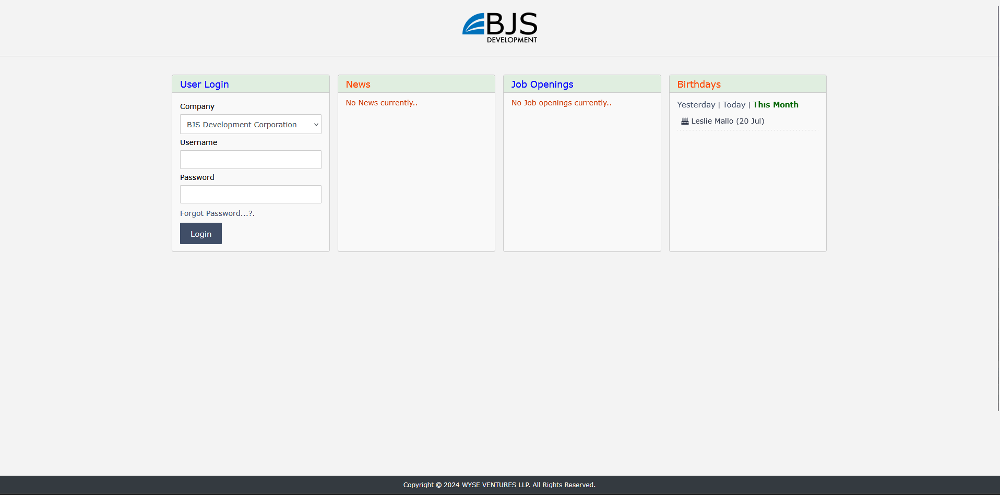 BJS
DEVELOPMENT
User Login
Company
BJS Development Corporation
Username
Password
Forgot Password...?.
Login
News
No News currently..
Job Openings
No Job openings currently..
Birthdays
Yesterday | Today | This Month
Leslie Mallo (20 Jul)
Copyright © 2024 WYSE VENTURES LLP. All Rights Reserved.